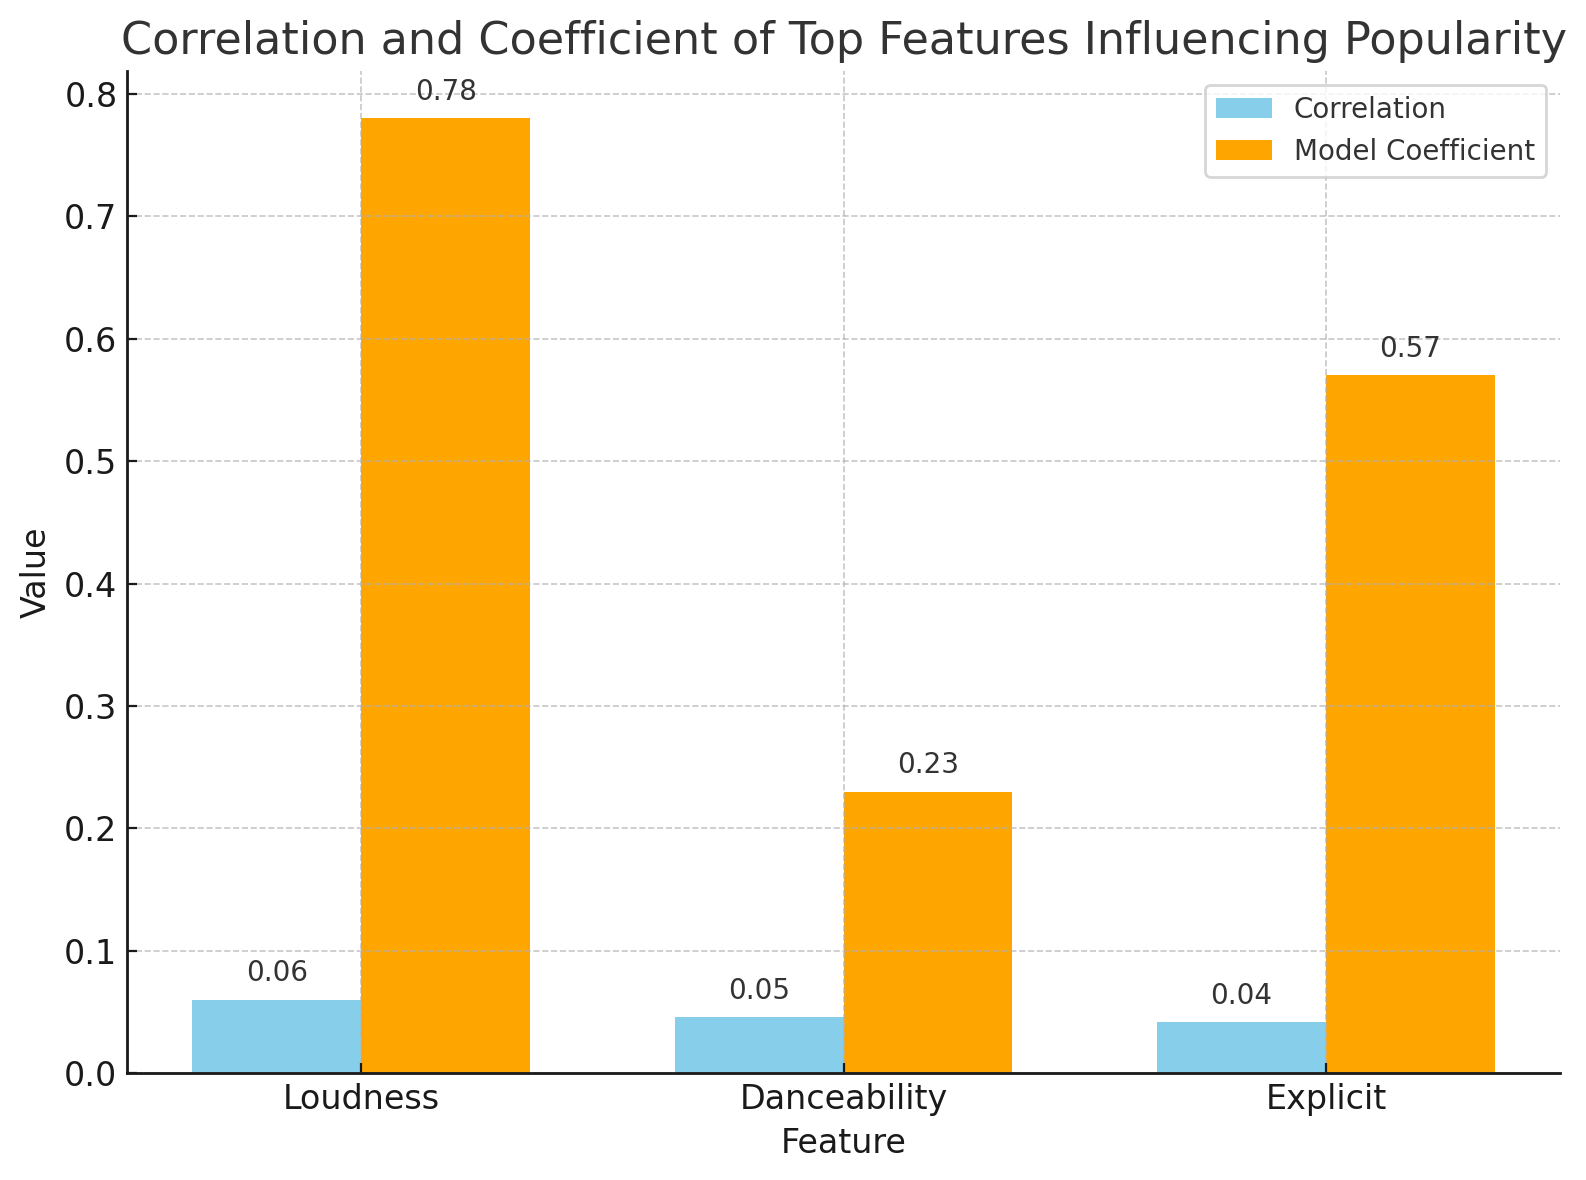 Correlation and Coefficient of Top Features Influencing Popularity
Correlation
Model Coefficient
Value
0.8
0.7
0.6
0.5
0.4
0.3
0.2
0.1
0.0
0.06
0.78
0.05
0.23
0.04
0.57
Loudness
Danceability
Explicit
Feature